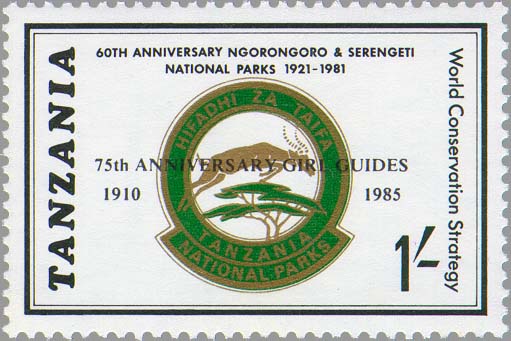 60TH ANNIVERSARY NGORONGORO & SERENGETI
NATIONAL PARKS 1921-1981
TANZANIA
World Conservation Strategy
HIFADHI ZA TAIFA
75th ANNIVERSARY GIRL GUIDES
1910 1985
TANZANIA
NATIONAL PARKS
1/-